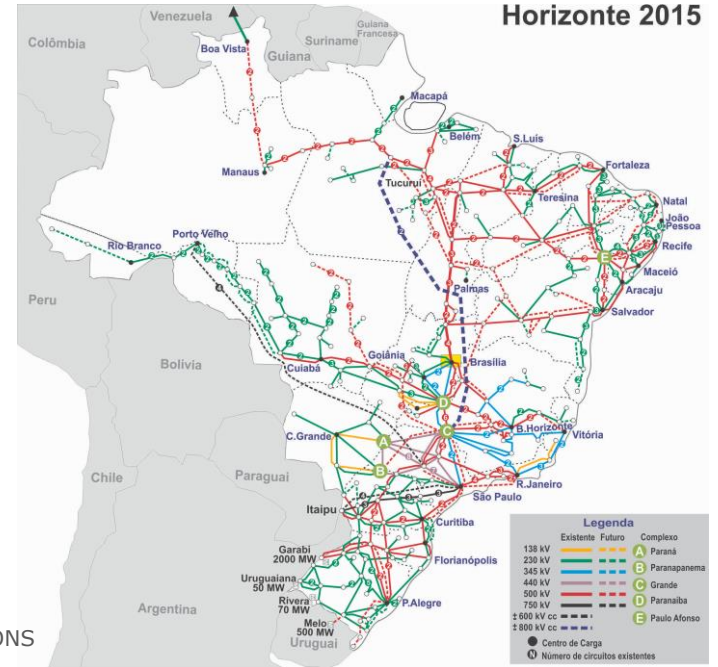 Horizonte 2015
Venezuela
Colômbia
Guiana
Suriname
Guiana
Francesa
Boa Vista
Macapá
Belém
S.Luis
Manaus
Fortaleza
Tucuruí
Teresina
Natal
João
Pessoa
Recife
Porto Velho
Rio Branco
E
Maceió
Aracaju
Palmas
Salvador
Peru
Bolívia
Goiânia
Brasília
Cuiabá
D
C
B.Horizonte
Vitória
C.Grande
A
B
Chile
Paraguai
R.Janeiro
São Paulo
Itaipu
Curitiba
Garabi
2000 MW
Florianópolis
Uruguaiana
50 MW
Rivera
70 MW
P.Alegre
Melo
500 MW
Argentina
Uruguai
ONS
Legenda
Existente Futuro Complexo
138 kV A Paraná
230 kV B Paranapanema
345 kV
440 kV C Grande
500 kV D Paranaíba
750 kV
±600 kV cc E Paulo Afonso
±800 kV cc
Centro de Carga
N Número de circuitos existentes